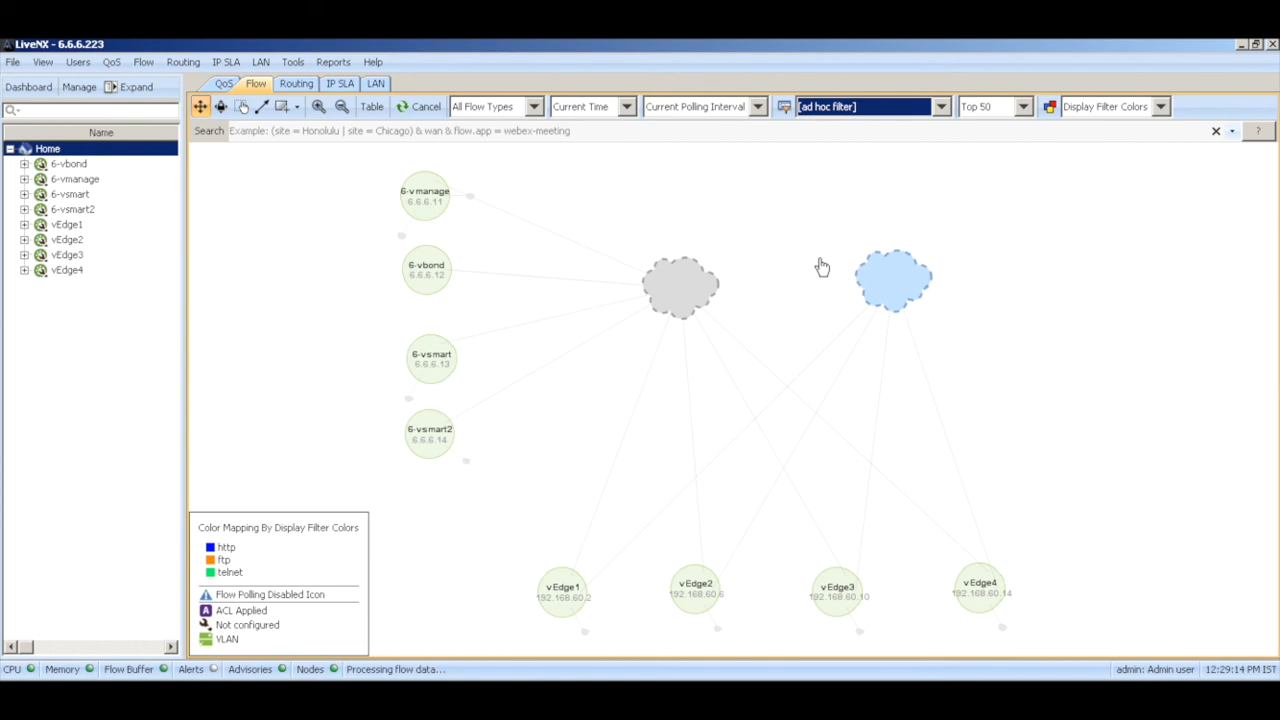 LiveNX - 6.6.6.223
File View Users QoS Flow Routing IP SLA LAN Tools Reports Help
Dashboard Manage Expand
QoS Flow Routing IP SLA LAN
Table Cancel All Flow Types Current Time Current Polling Interval [ad hoc filter] Top 50 Display Filter Colors
Search Example: (site = Honolulu | site = Chicago) & wan & flow.app = webex-meeting ?
Name
Home
6-vbond
6-vmanage
6-vsmart
6-vsmart2
vEdge1
vEdge2
vEdge3
vEdge4
6-vmanage
6.6.6.11
6-vbond
6.6.6.12
6-vsmart
6.6.6.13
6-vsmart2
6.6.6.14
vEdge1
192.168.60.2
vEdge2
192.168.60.6
vEdge3
192.168.60.10
vEdge4
192.168.60.14
Color Mapping By Display Filter Colors
http
ftp
telnet
Flow Polling Disabled Icon
A ACL Applied
Not configured
VLAN
CPU Memory Flow Buffer Alerts Advisories Nodes Processing flow data... admin: Admin user 12:29:14 PM IST